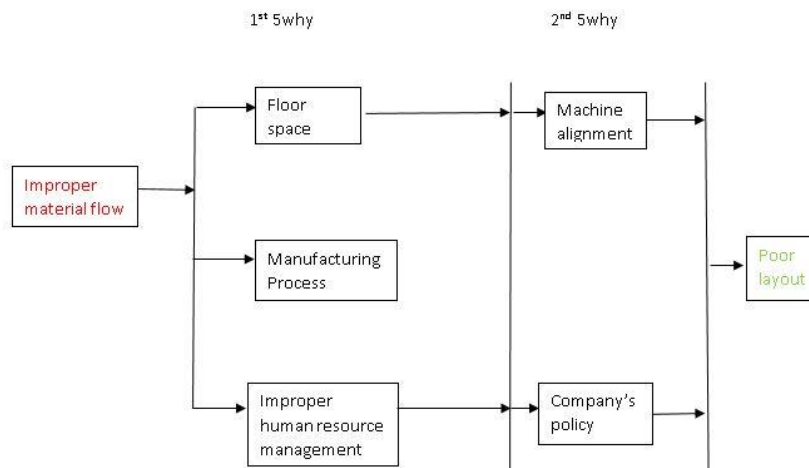 1st 5why
2nd 5why
Floor
space
Machine
alignment
Improper
material flow
Manufacturing
Process
Poor
layout
Improper
human resource
management
Company's
policy